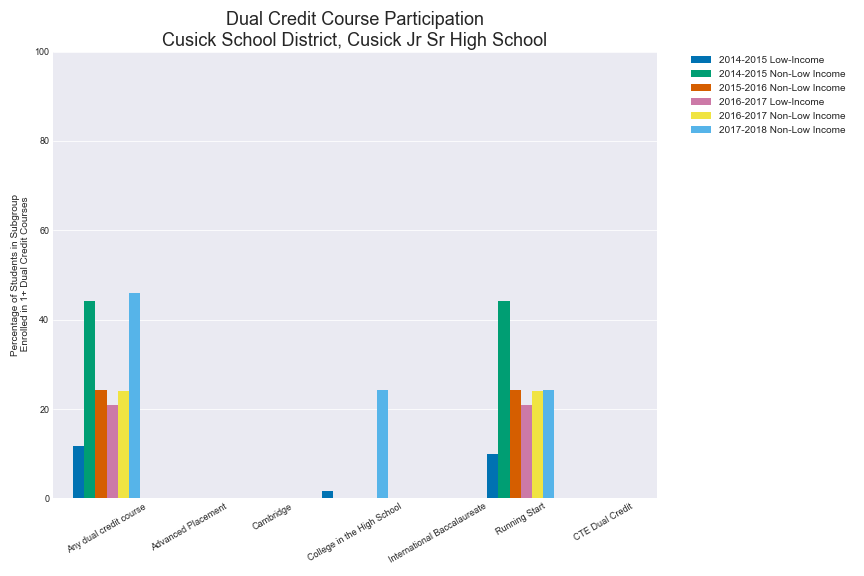 Dual Credit Course Participation
Cusick School District, Cusick Jr Sr High School
2014-2015 Low-Income
2014-2015 Non-Low Income
2015-2016 Non-Low Income
2016-2017 Low-Income
2016-2017 Non-Low Income
2017-2018 Non-Low Income
Percentage of Students in Subgroup
Enrolled in 1+ Dual Credit Courses
100
80
60
40
20
0
Any dual credit course
Advanced Placement
Cambridge
College in the High School
International Baccalaureate
Running Start
CTE Dual Credit